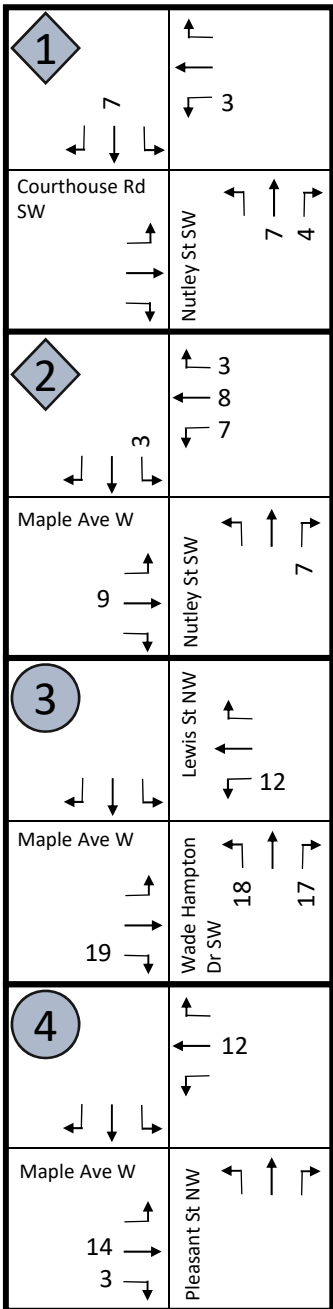 1
7
3
Courthouse Rd
SW
Nutley St SW
7
4
2
3
3
8
7
Maple Ave W
9
Nutley St SW
7
3
Lewis St NW
12
Maple Ave W
19
Wade Hampton
Dr SW
18
17
4
12
Maple Ave W
14
3
Pleasant St NW